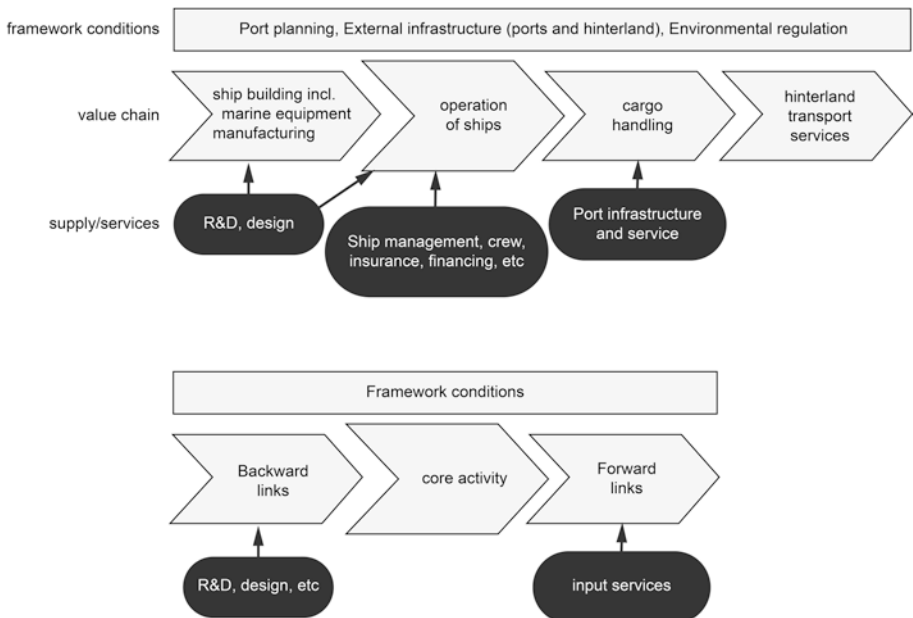 framework conditions
Port planning, External infrastructure (ports and hinterland), Environmental regulation
value chain
ship building incl.
marine equipment
manufacturing
operation
of ships
cargo
handling
hinterland
transport
services
supply/services
R&D, design
Ship management, crew,
insurance, financing, etc
Port infrastructure
and service
Framework conditions
Backward
links
core activity
Forward
links
R&D, design, etc
input services